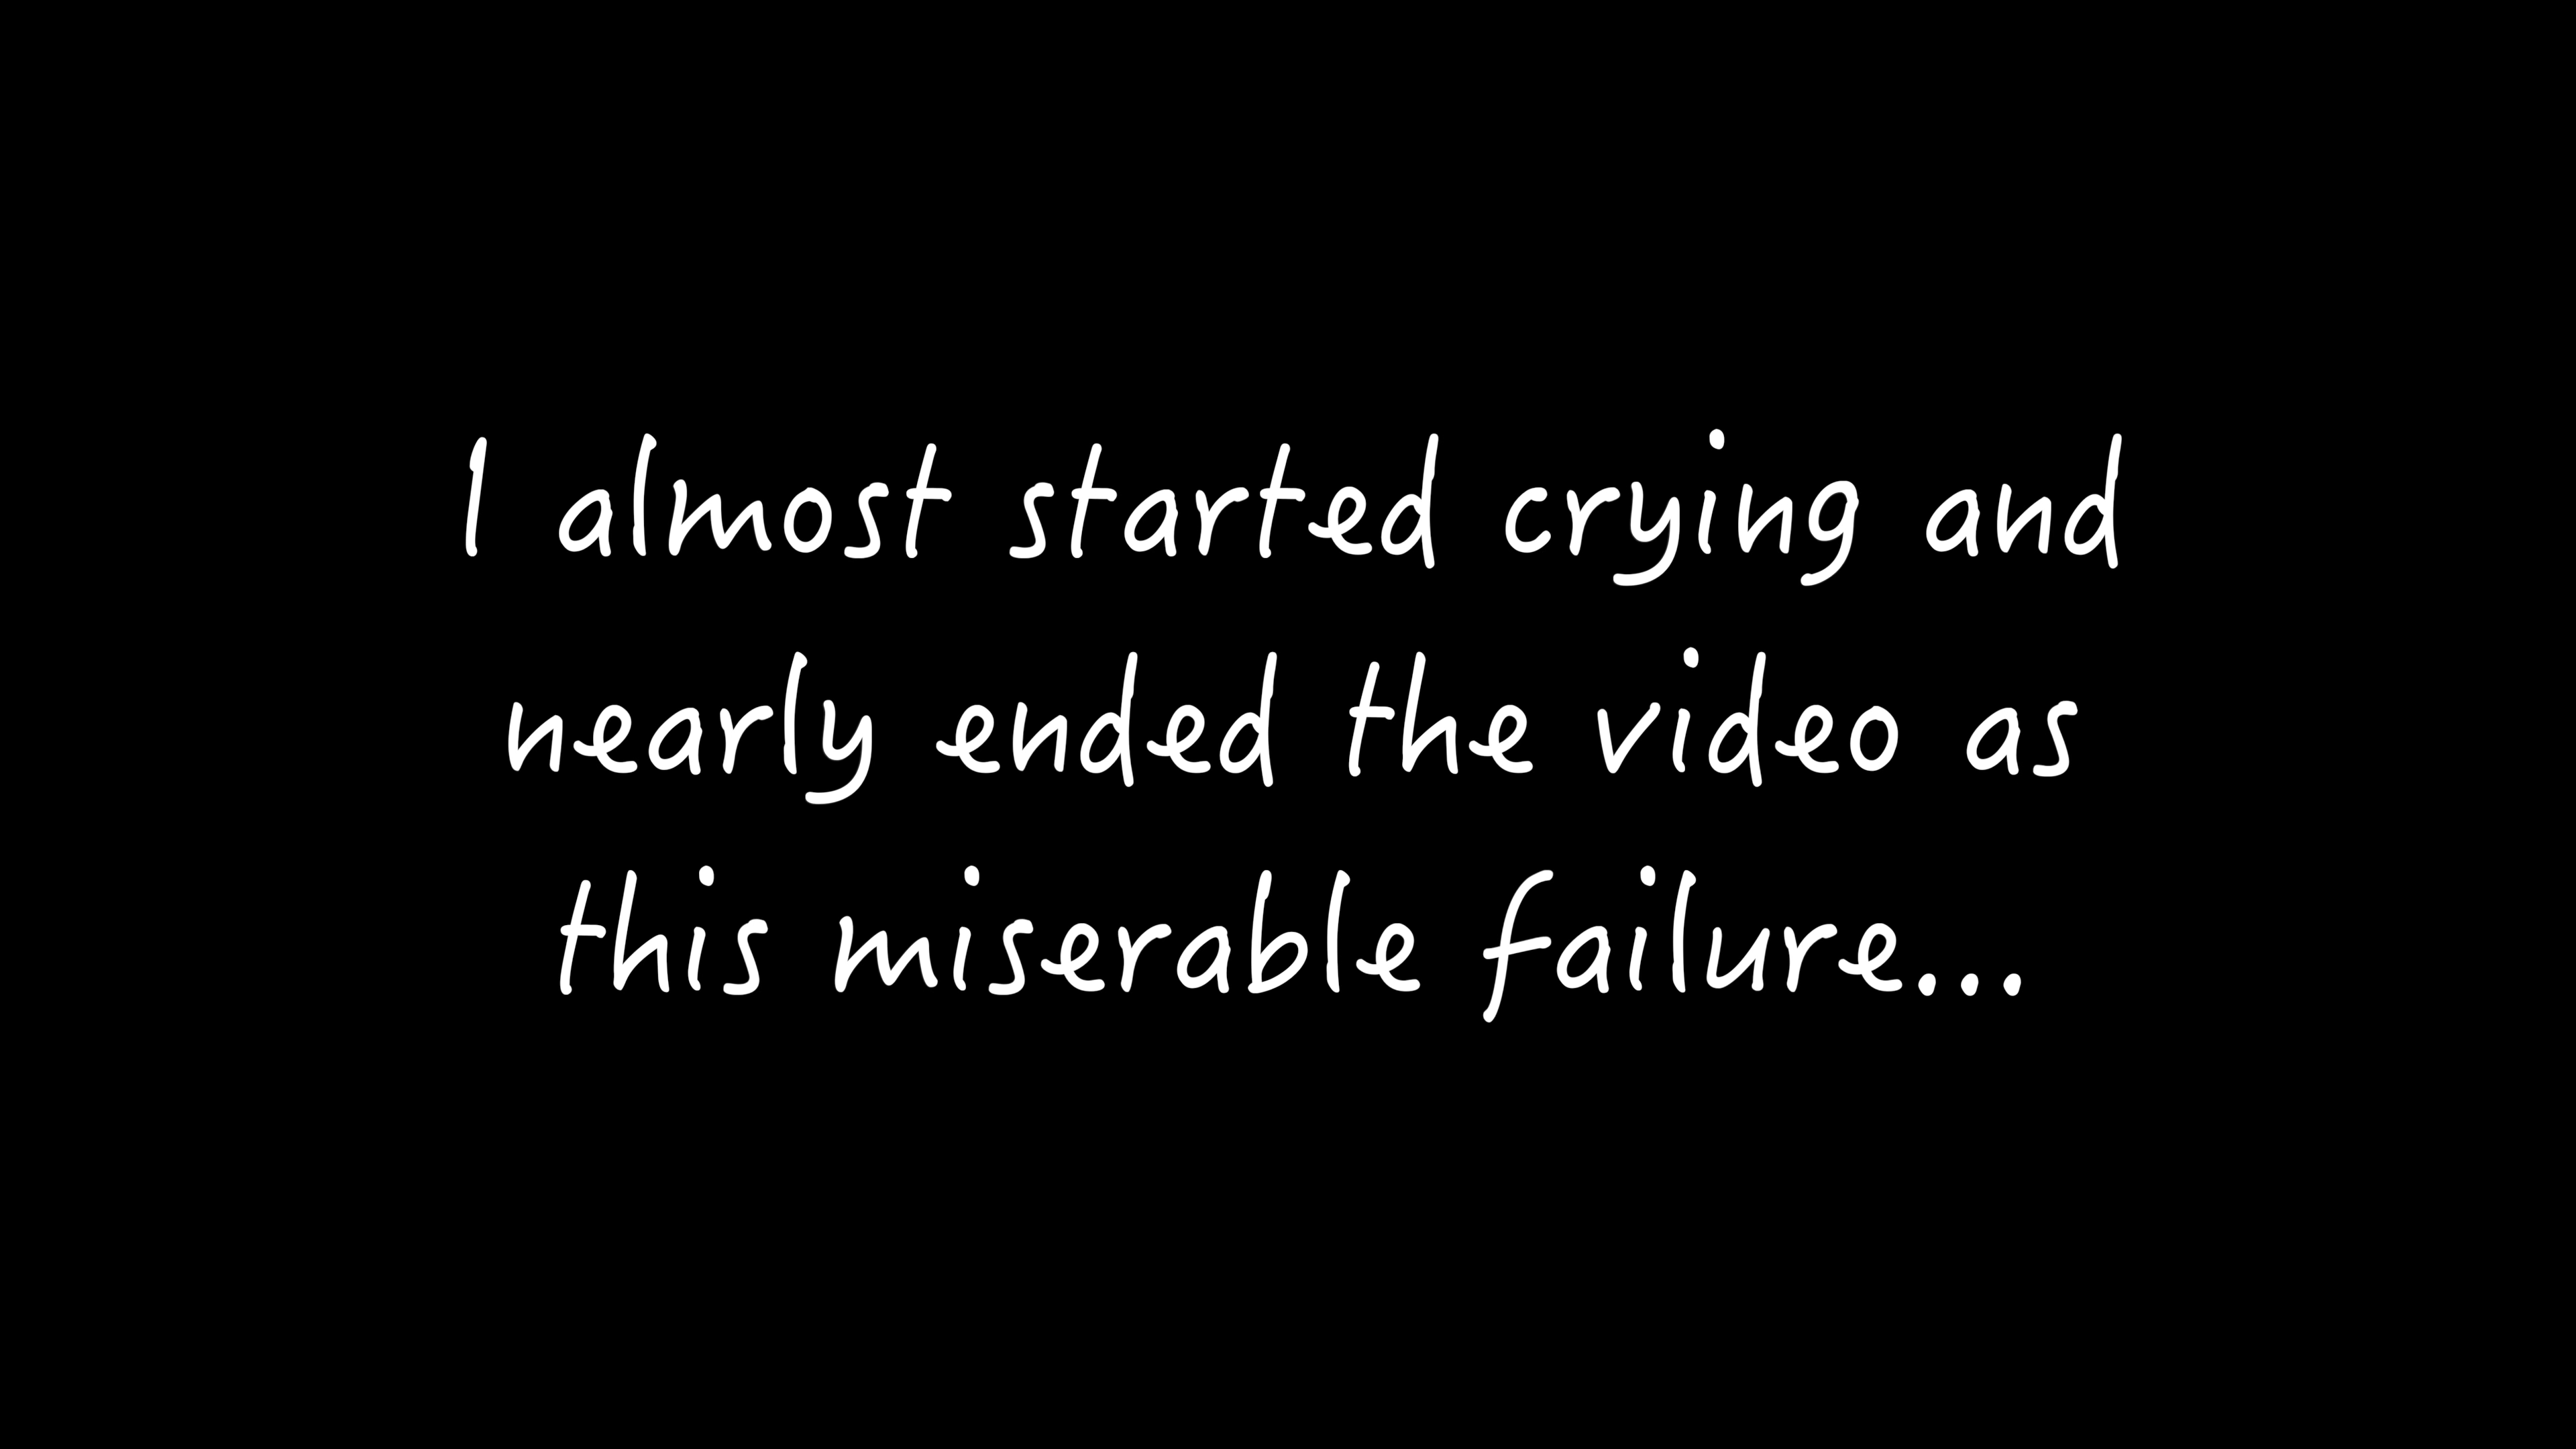 I almost started crying and
nearly ended the video as
this miserable failure...